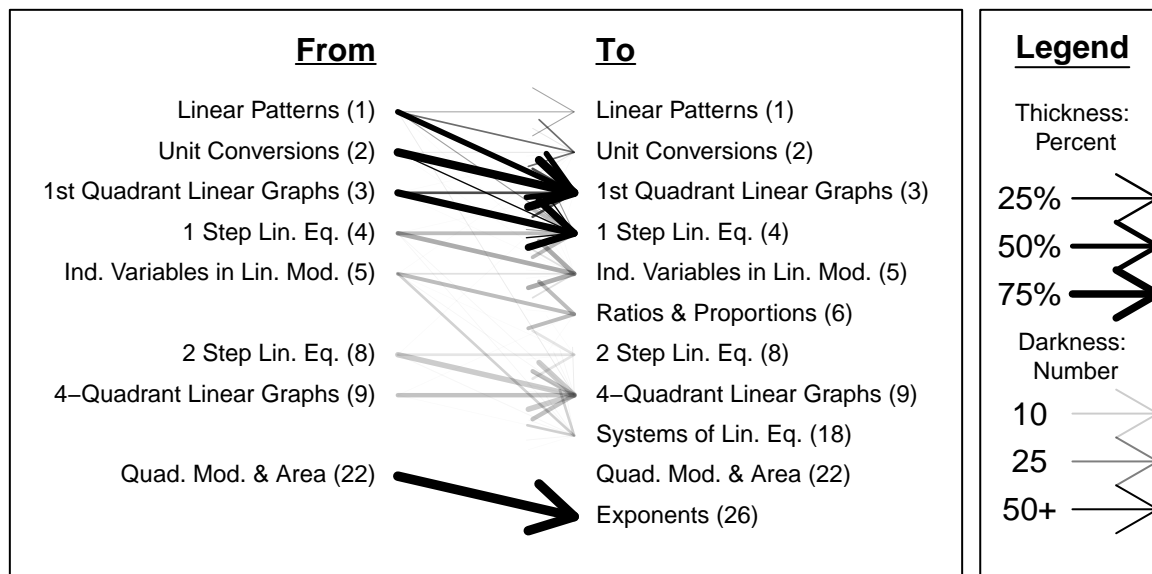 From
To
Linear Patterns (1)
Unit Conversions (2)
1st Quadrant Linear Graphs (3)
1 Step Lin. Eq. (4)
Ind. Variables in Lin. Mod. (5)
2 Step Lin. Eq. (8)
4−Quadrant Linear Graphs (9)
Quad. Mod. & Area (22)
Linear Patterns (1)
Unit Conversions (2)
1st Quadrant Linear Graphs (3)
1 Step Lin. Eq. (4)
Ind. Variables in Lin. Mod. (5)
Ratios & Proportions (6)
2 Step Lin. Eq. (8)
4−Quadrant Linear Graphs (9)
Systems of Lin. Eq. (18)
Quad. Mod. & Area (22)
Exponents (26)
Legend
Thickness:
Percent
25%
50%
75%
Darkness:
Number
10
25
50+